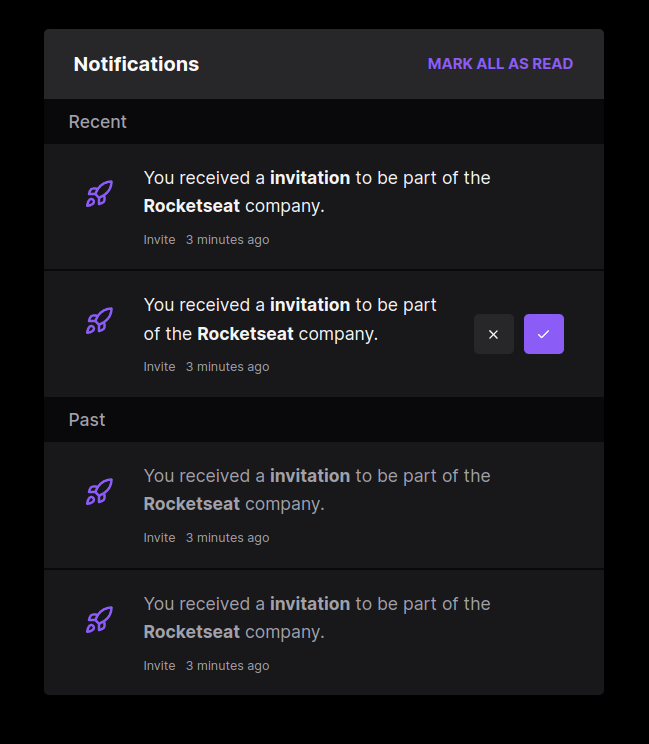 Notifications
MARK ALL AS READ
Recent
You received a invitation to be part of the
Rocketseat company.
Invite 3 minutes ago
You received a invitation to be part
of the Rocketseat company.
Invite 3 minutes ago
Past
You received a invitation to be part of the
Rocketseat company.
Invite 3 minutes ago
You received a invitation to be part of the
Rocketseat company.
Invite 3 minutes ago